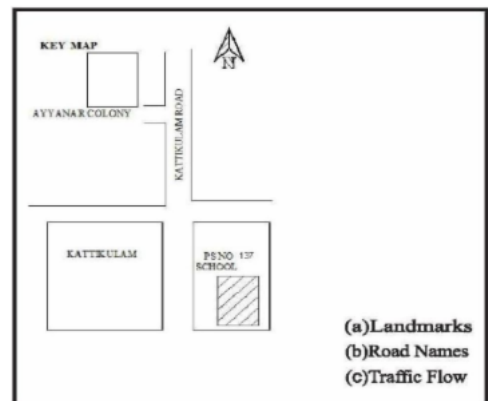 KEY MAP
N
AYYANAR COLONY
KATTIKULAM ROAD
KATTIKULAM
PS NO 137
SCHOOL
(a)Landmarks
(b)Road Names
(c)Traffic Flow